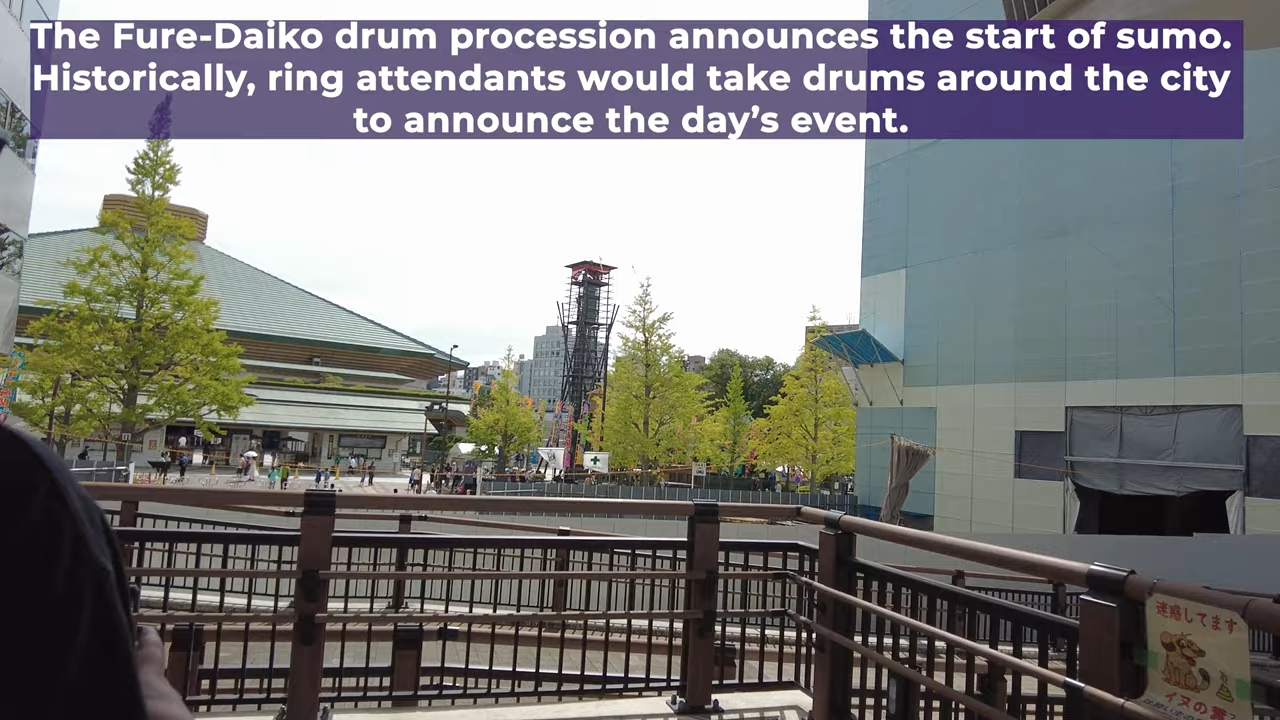 The Fure-Daiko drum procession announces the start of sumo.
Historically, ring attendants would take drums around the city
to announce the day’s event.
迷惑してます
イヌの糞